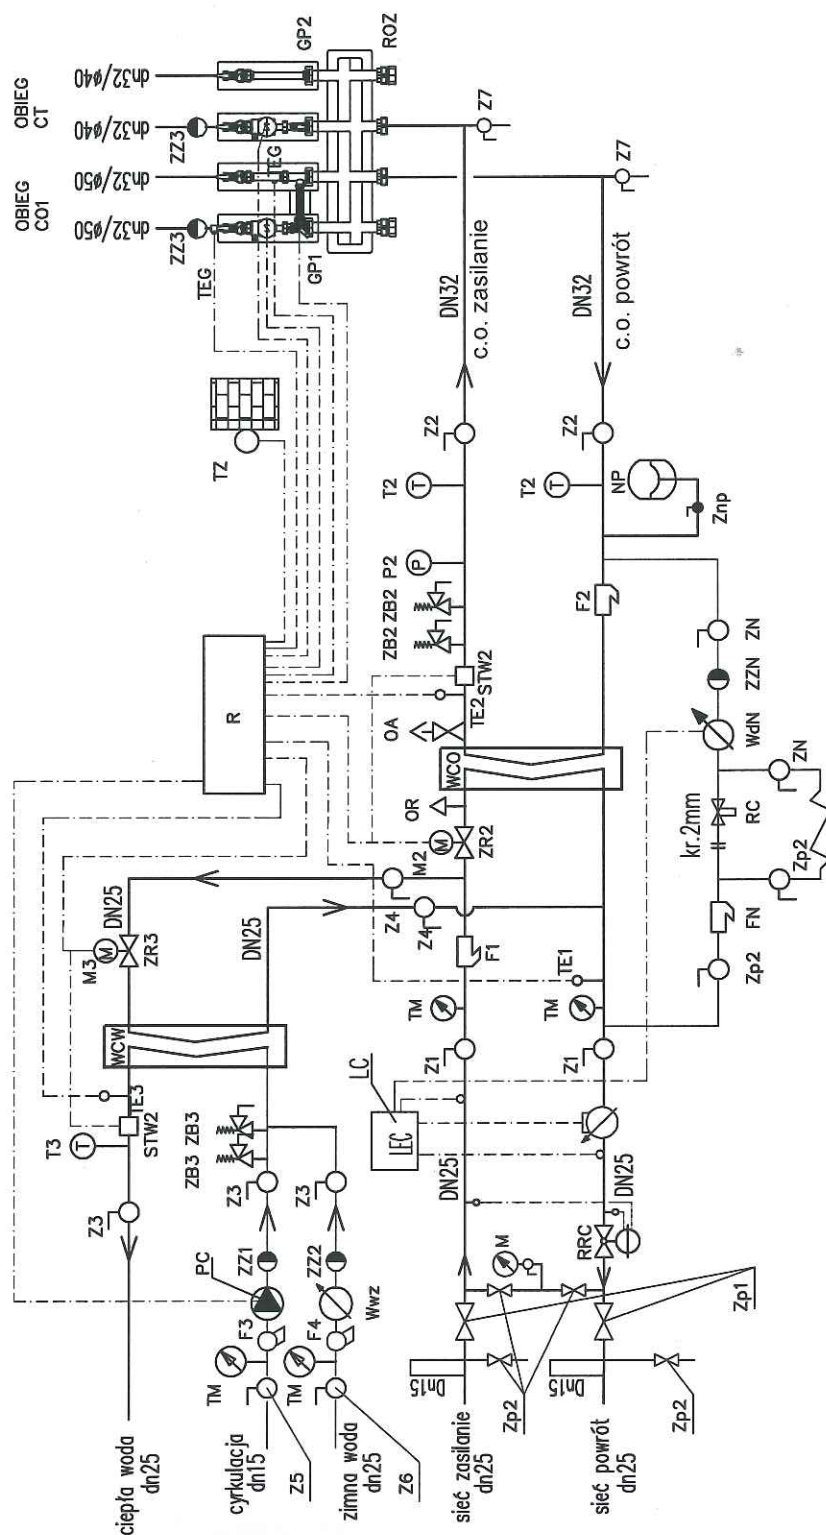 OBIEG
CO1
OBIEG
CT
dn32/ø50
dn32/ø50
dn32/ø40
dn32/ø40
ZZ3
ZZ3
TEG
TEG
GP1
GP2
ROZ
Z7
Z7
DN32
c.o. zasilanie
DN32
c.o. powrót
TZ
R
Z2
Z2
T2
T
T2
T
NP
Znp
P2
P
ZB2
ZB2
STW2
TE2
OA
WCO
OR
ZR2
M
M2
F2
ZN
ZZN
WdN
ZN
RC
kr.2mm
Zp2
FN
Zp2
DN25
DN25
Z4
Z4
F1
TE1
TM
TM
Z1
Z1
M3
M
ZR3
WCW
TE3
STW2
T3
T
Z3
ZB3
ZB3
Z3
Z3
ZZ1
ZZ2
PC
Wwz
F3
F4
TM
TM
Z5
Z6
LC
LEC
DN25
DN25
RRC
M
Zp1
Zp2
Zp2
Dn15
Dn15
ciepła woda
dn25
cyrkulacja
dn15
zimna woda
dn25
sieć zasilanie
dn25
sieć powrót
dn25